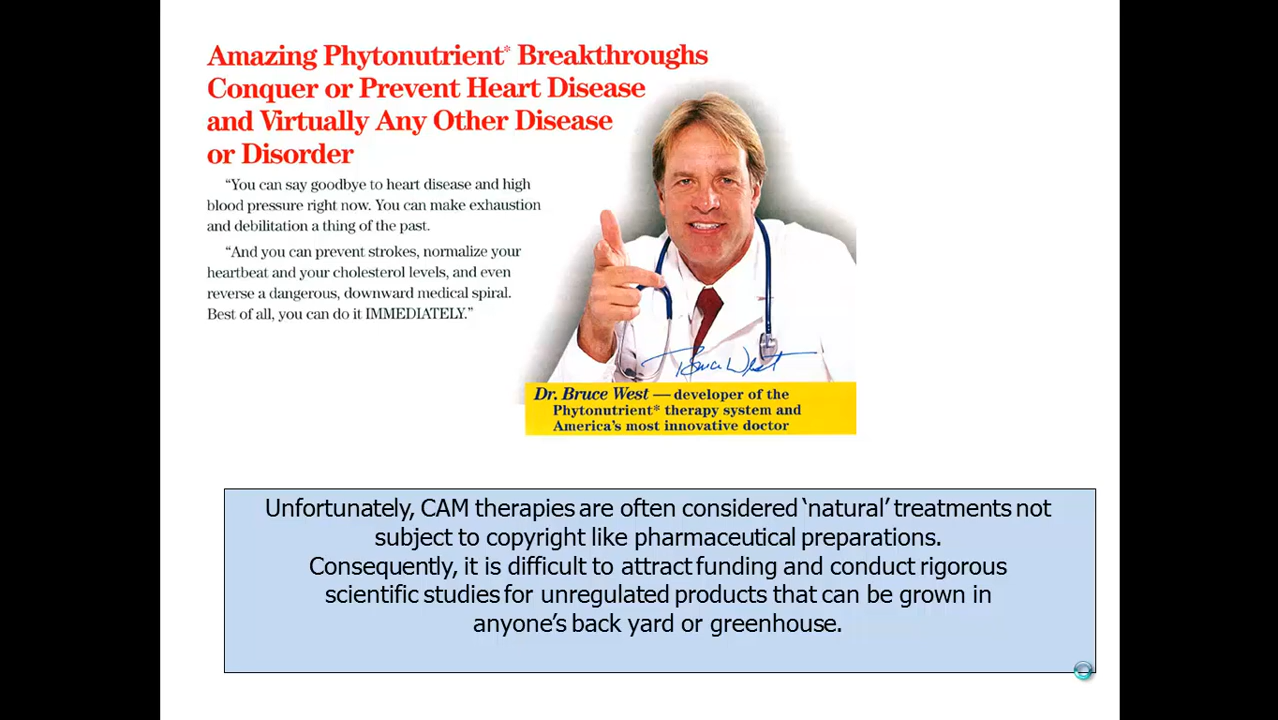 Amazing Phytonutrient* Breakthroughs
Conquer or Prevent Heart Disease
and Virtually Any Other Disease
or Disorder
“You can say goodbye to heart disease and high
blood pressure right now. You can make exhaustion
and debilitation a thing of the past.
“And you can prevent strokes, normalize your
heartbeat and your cholesterol levels, and even
reverse a dangerous, downward medical spiral.
Best of all, you can do it IMMEDIATELY.”
Bruce West
Dr. Bruce West — developer of the
Phytonutrient* therapy system and
America's most innovative doctor
Unfortunately, CAM therapies are often considered ‘natural’ treatments not
subject to copyright like pharmaceutical preparations.
Consequently, it is difficult to attract funding and conduct rigorous
scientific studies for unregulated products that can be grown in
anyone’s back yard or greenhouse.